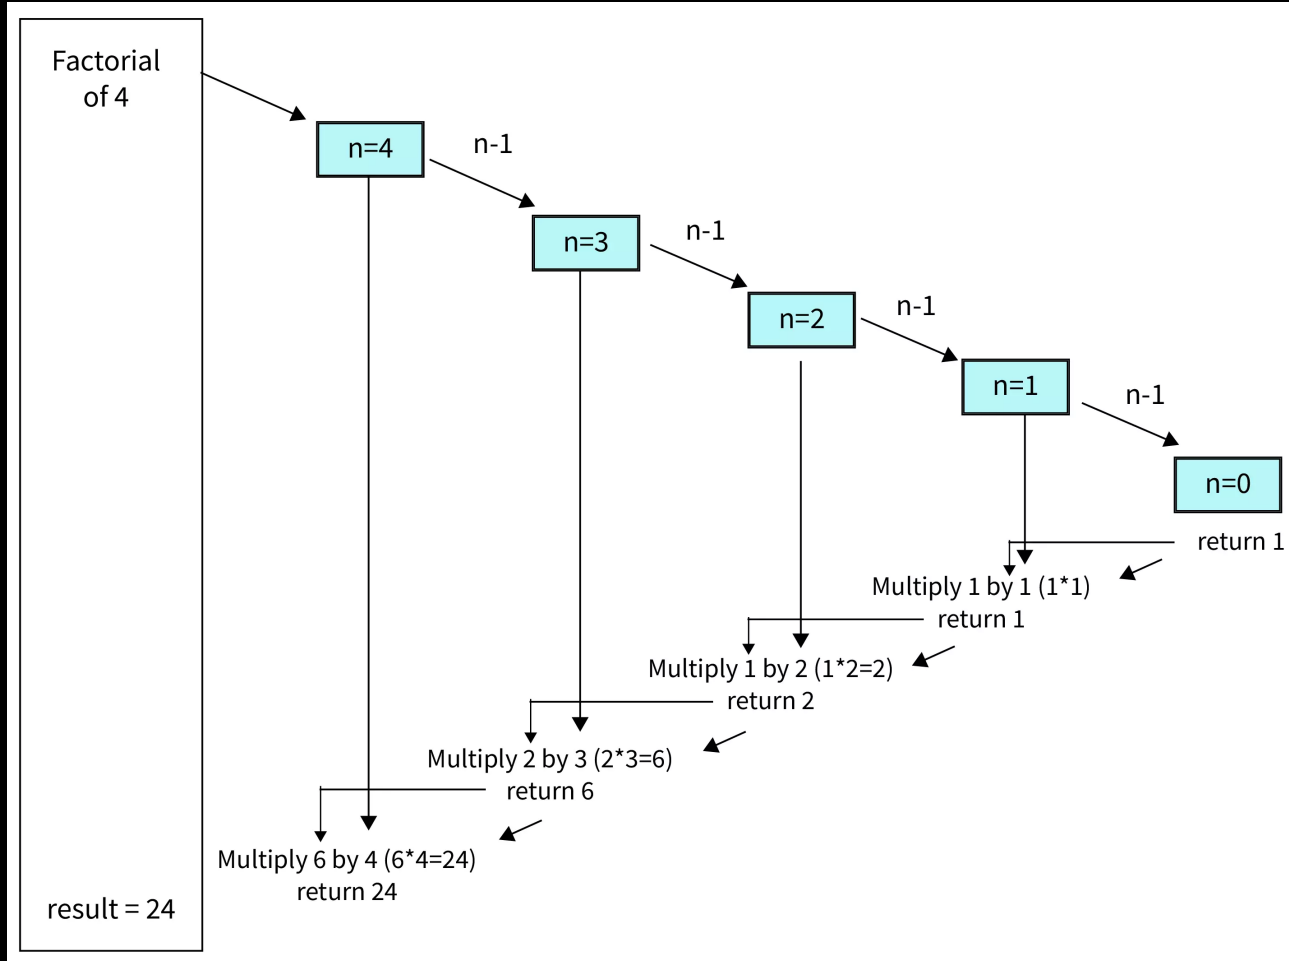 Factorial
of 4
n=4
n-1
n=3
n-1
n=2
n-1
n=1
n-1
n=0
return 1
Multiply 1 by 1 (1*1)
return 1
Multiply 1 by 2 (1*2=2)
return 2
Multiply 2 by 3 (2*3=6)
return 6
Multiply 6 by 4 (6*4=24)
return 24
result = 24